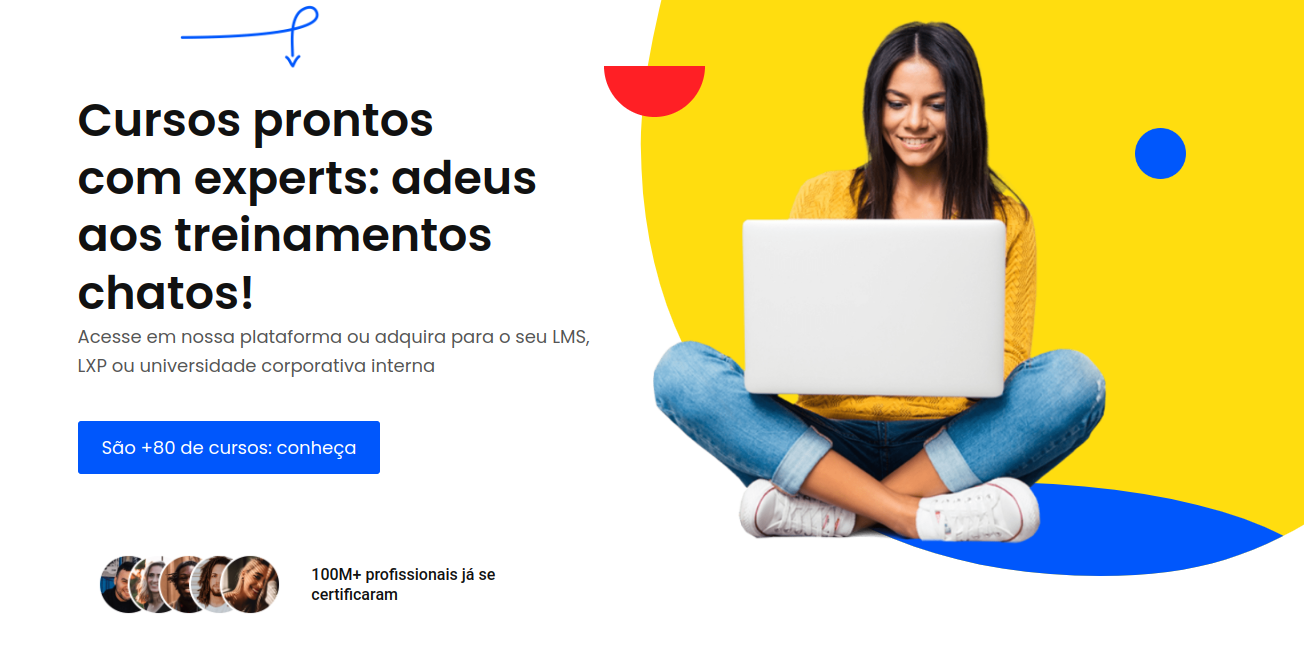 Cursos prontos
com experts: adeus
aos treinamentos
chatos!
Acesse em nossa plataforma ou adquira para o seu LMS,
LXP ou universidade corporativa interna
São +80 de cursos: conheça
100M+ profissionais já se
certificaram